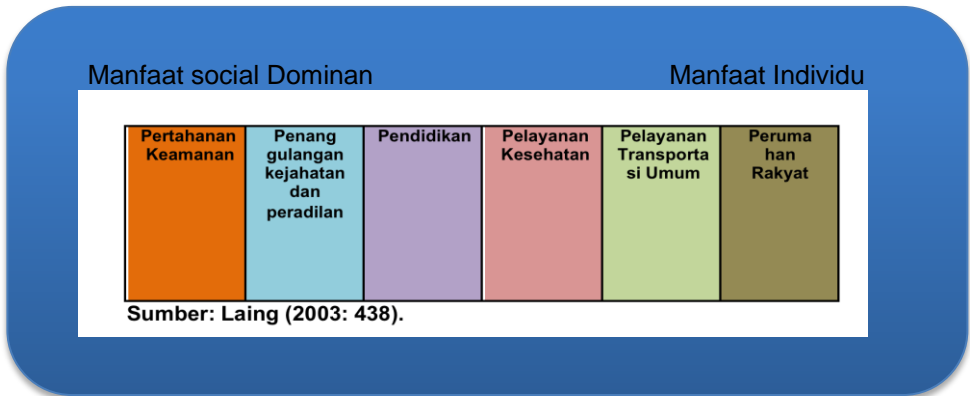 Manfaat social Dominan
Manfaat Individu
Pertahanan
Keamanan
Penang
gulangan
kejahatan
dan
peradilan
Pendidikan
Pelayanan
Kesehatan
Pelayanan
Transporta
si Umum
Peruma
han
Rakyat
Sumber: Laing (2003: 438).